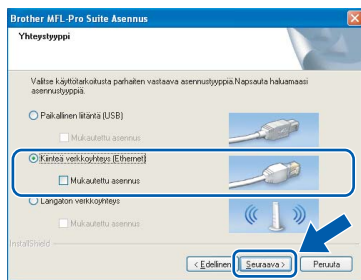 Brother MFL-Pro Suite Asennus
Yhteystyyppi
Valitse käyttötarkoitusta parhaiten vastaava asennustyyppi.Napsauta haluamaasi
asennustyyppiä.
Paikallinen liitäntä (USB)
Mukautettu asennus
Kiinteä verkkoyhteys (Ethernet)
Mukautettu asennus
Langaton verkkoyhteys
Mukautettu asennus
InstallShield
< Edellinen
Seuraava >
Peruuta